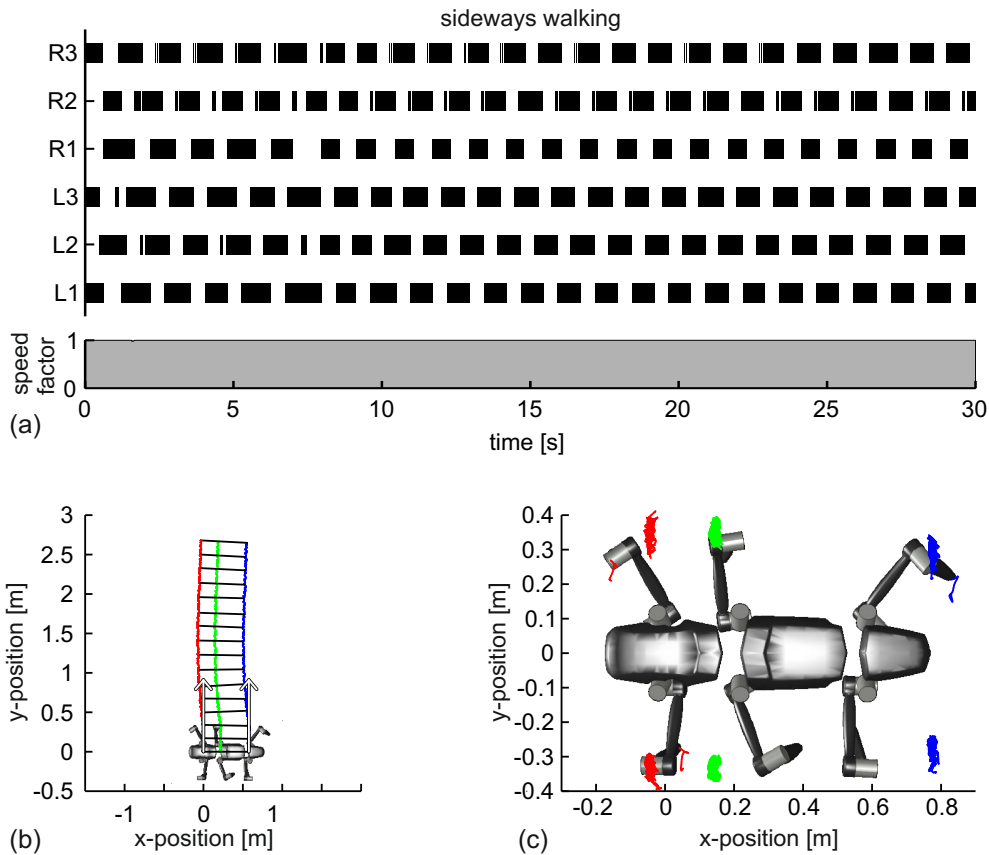 sideways walking
R3
R2
R1
L3
L2
L1
speed
factor
1
0
0 5 10 15 20 25 30
time [s]
(a)
3
2.5
2
1.5
1
0.5
0
-0.5
y-position [m]
-1 0 1
x-position [m]
(b)
0.4
0.3
0.2
0.1
0
-0.1
-0.2
-0.3
-0.4
y-position [m]
-0.2 0 0.2 0.4 0.6 0.8
x-position [m]
(c)